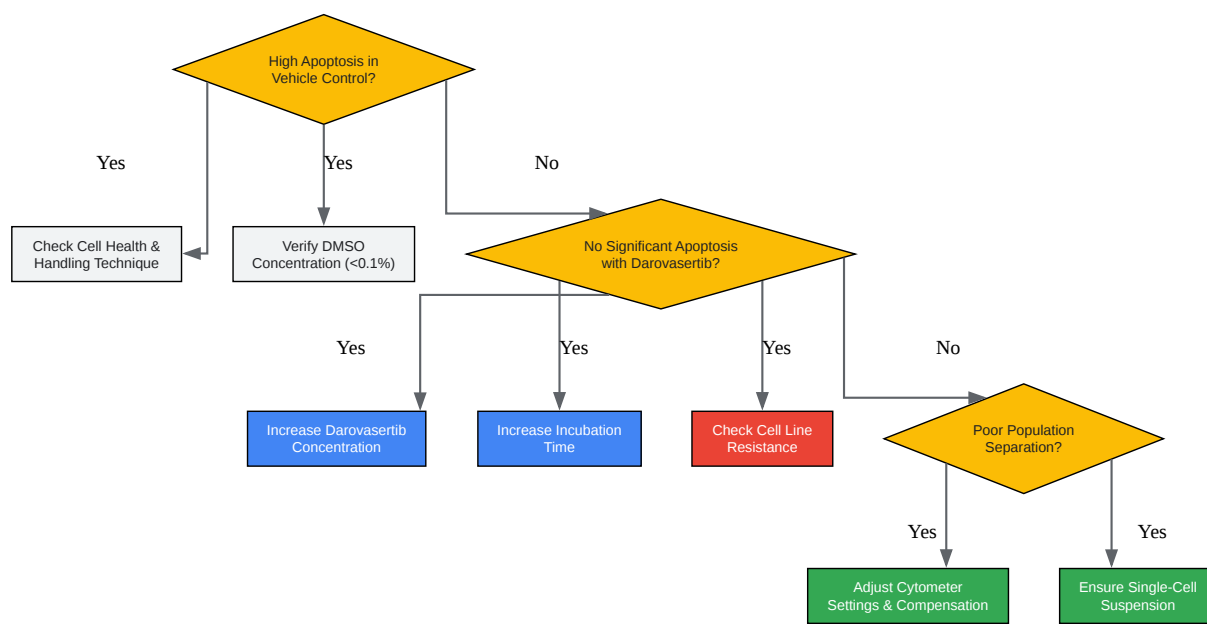 High Apoptosis in
Vehicle Control?
Yes
Yes
No
Check Cell Health &
Handling Technique
Verify DMSO
Concentration (<0.1%)
No Significant Apoptosis
with Darovasertib?
Yes
Yes
Yes
No
Increase Darovasertib
Concentration
Increase Incubation
Time
Check Cell Line
Resistance
Poor Population
Separation?
Yes
Yes
Adjust Cytometer
Settings & Compensation
Ensure Single-Cell
Suspension